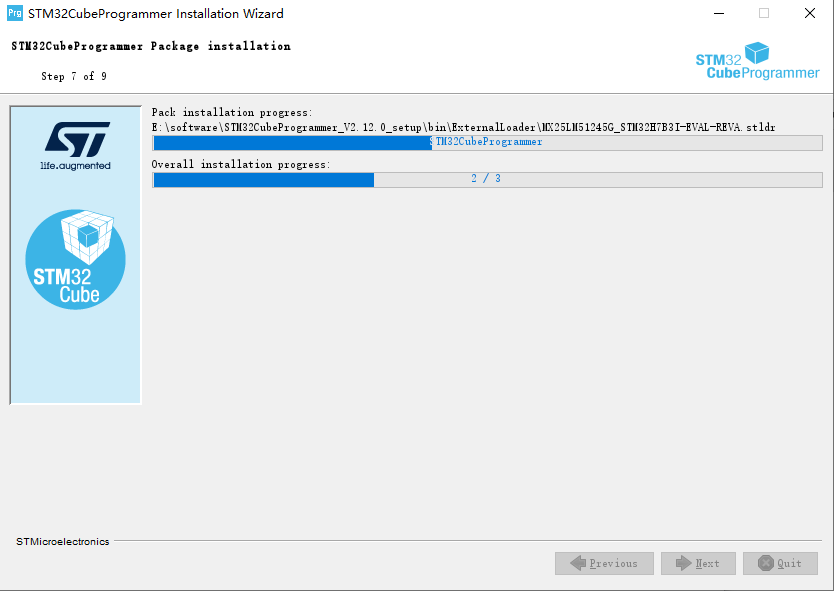 Prg STM32CubeProgrammer Installation Wizard
STM32CubeProgrammer Package installation
Step 7 of 9
STM32
CubeProgrammer
ST
life.augmented
STM32
Cube
Pack installation progress:
E:\software\STM32CubeProgrammer_V2.12.0_setup\bin\ExternalLoader\MX25LM51245G_STM32H7B3I-EVAL-REVA.stldr
STM32CubeProgrammer
Overall installation progress:
2 / 3
STMicroelectronics
Previous
Next
Quit